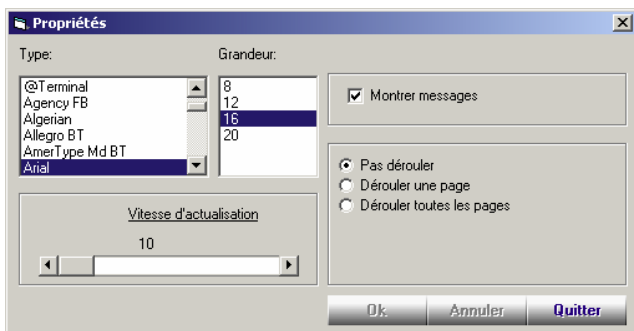 Propriétés
Type:
Grandeur:
@Terminal
Agency FB
Algerian
Allegro BT
AmerType Md BT
Arial
8
12
16
20
Montrer messages
Pas dérouler
Dérouler une page
Dérouler toutes les pages
Vitesse d'actualisation
10
Ok
Annuler
Quitter